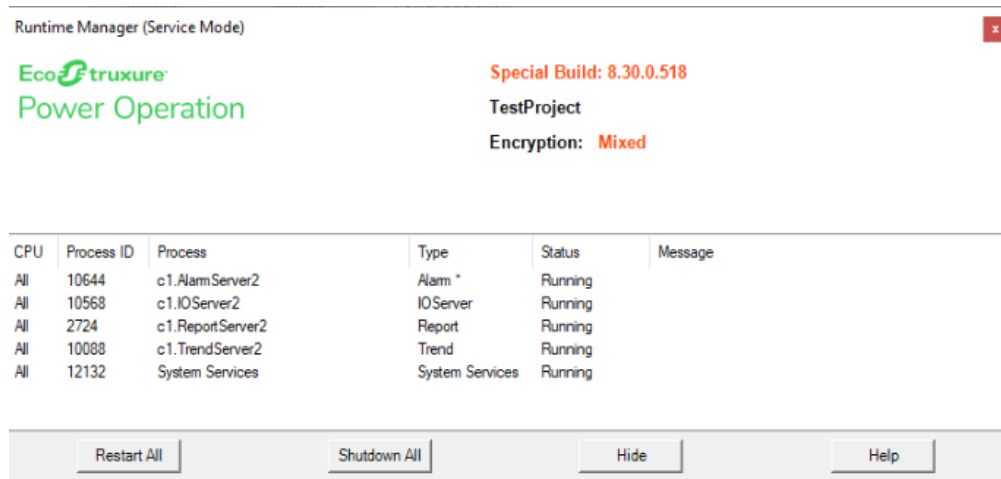 Runtime Manager (Service Mode)
x
EcoStruxure
Power Operation
Special Build: 8.30.0.518
TestProject
Encryption: Mixed
CPU Process ID Process Type Status Message
All 10644 c1.AlarmServer2 Alarm * Running
All 10568 c1.IOServer2 IOServer Running
All 2724 c1.ReportServer2 Report Running
All 10088 c1.TrendServer2 Trend Running
All 12132 System Services System Services Running
Restart All Shutdown All Hide Help